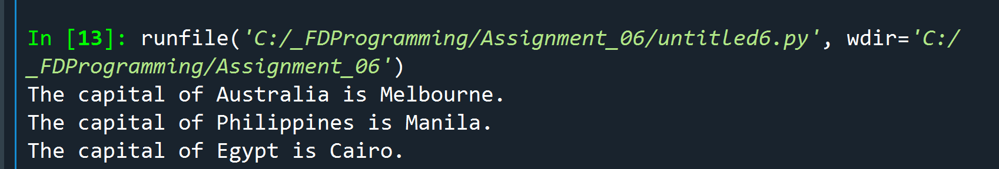 In [13]: runfile('C:/_FDProgramming/Assignment_06/untitled6.py', wdir='C:/
_FDProgramming/Assignment_06')
The capital of Australia is Melbourne.
The capital of Philippines is Manila.
The capital of Egypt is Cairo.